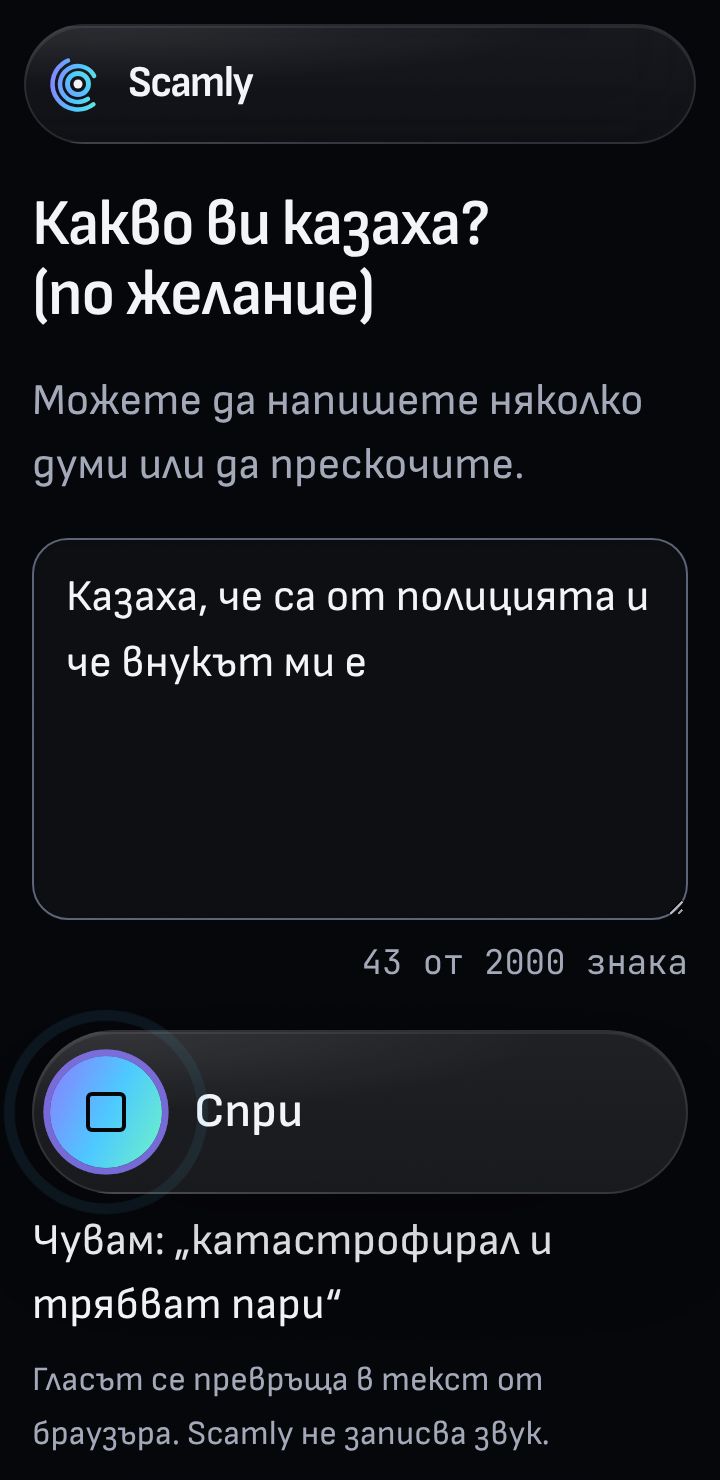 Scamly
Какво ви казаха?
(по желание)
Можете да напишете няколко
думи или да прескочите.
Казаха, че са от полицията и
че внукът ми е
43 от 2000 знака
Спри
Чувам: „катастрофирал и
трябват пари“
Гласът се превръща в текст от
браузъра. Scamly не записва звук.